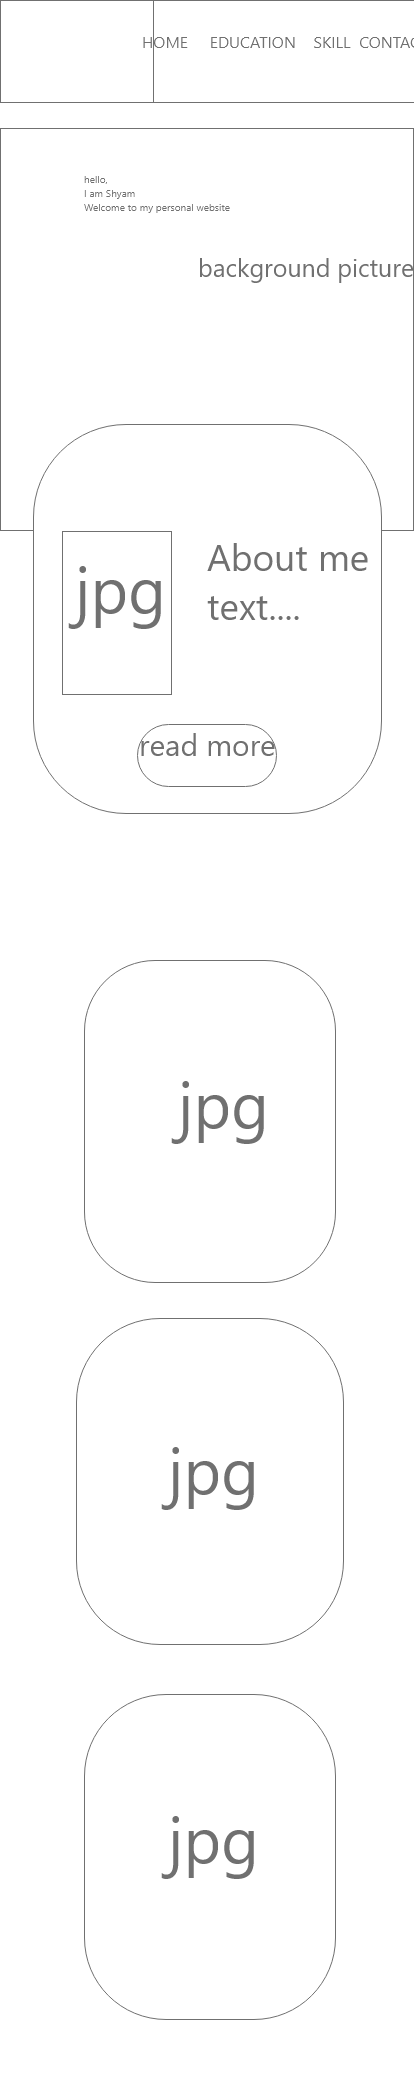 HOME EDUCATION SKILL CONTAC
hello,
I am Shyam
Welcome to my personal website
background picture
jpg
About me
text....
read more
jpg
jpg
jpg